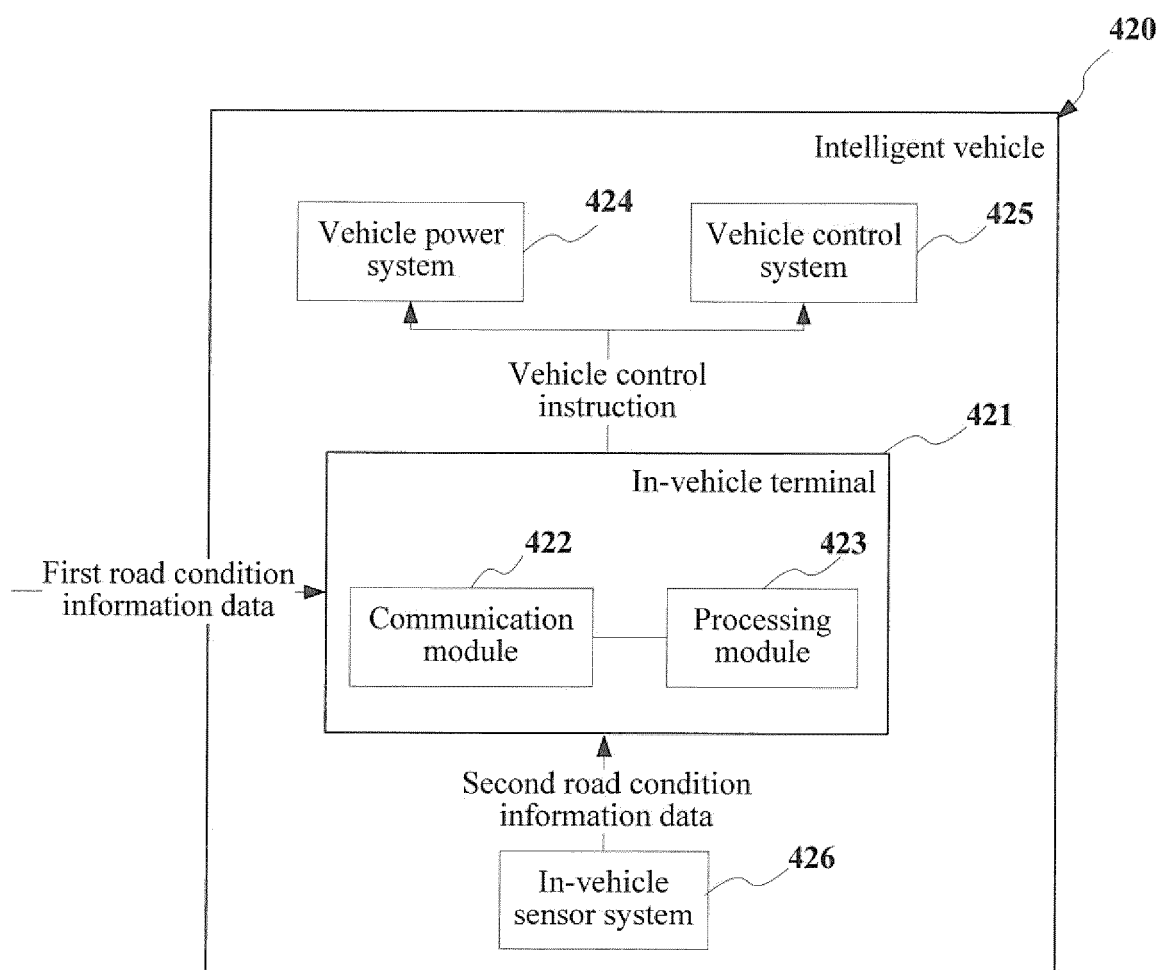 420
Intelligent vehicle
424
Vehicle power
system
425
Vehicle control
system
Vehicle control
instruction
421
In-vehicle terminal
First road condition
information data
422
Communication
module
423
Processing
module
Second road condition
information data
426
In-vehicle
sensor system